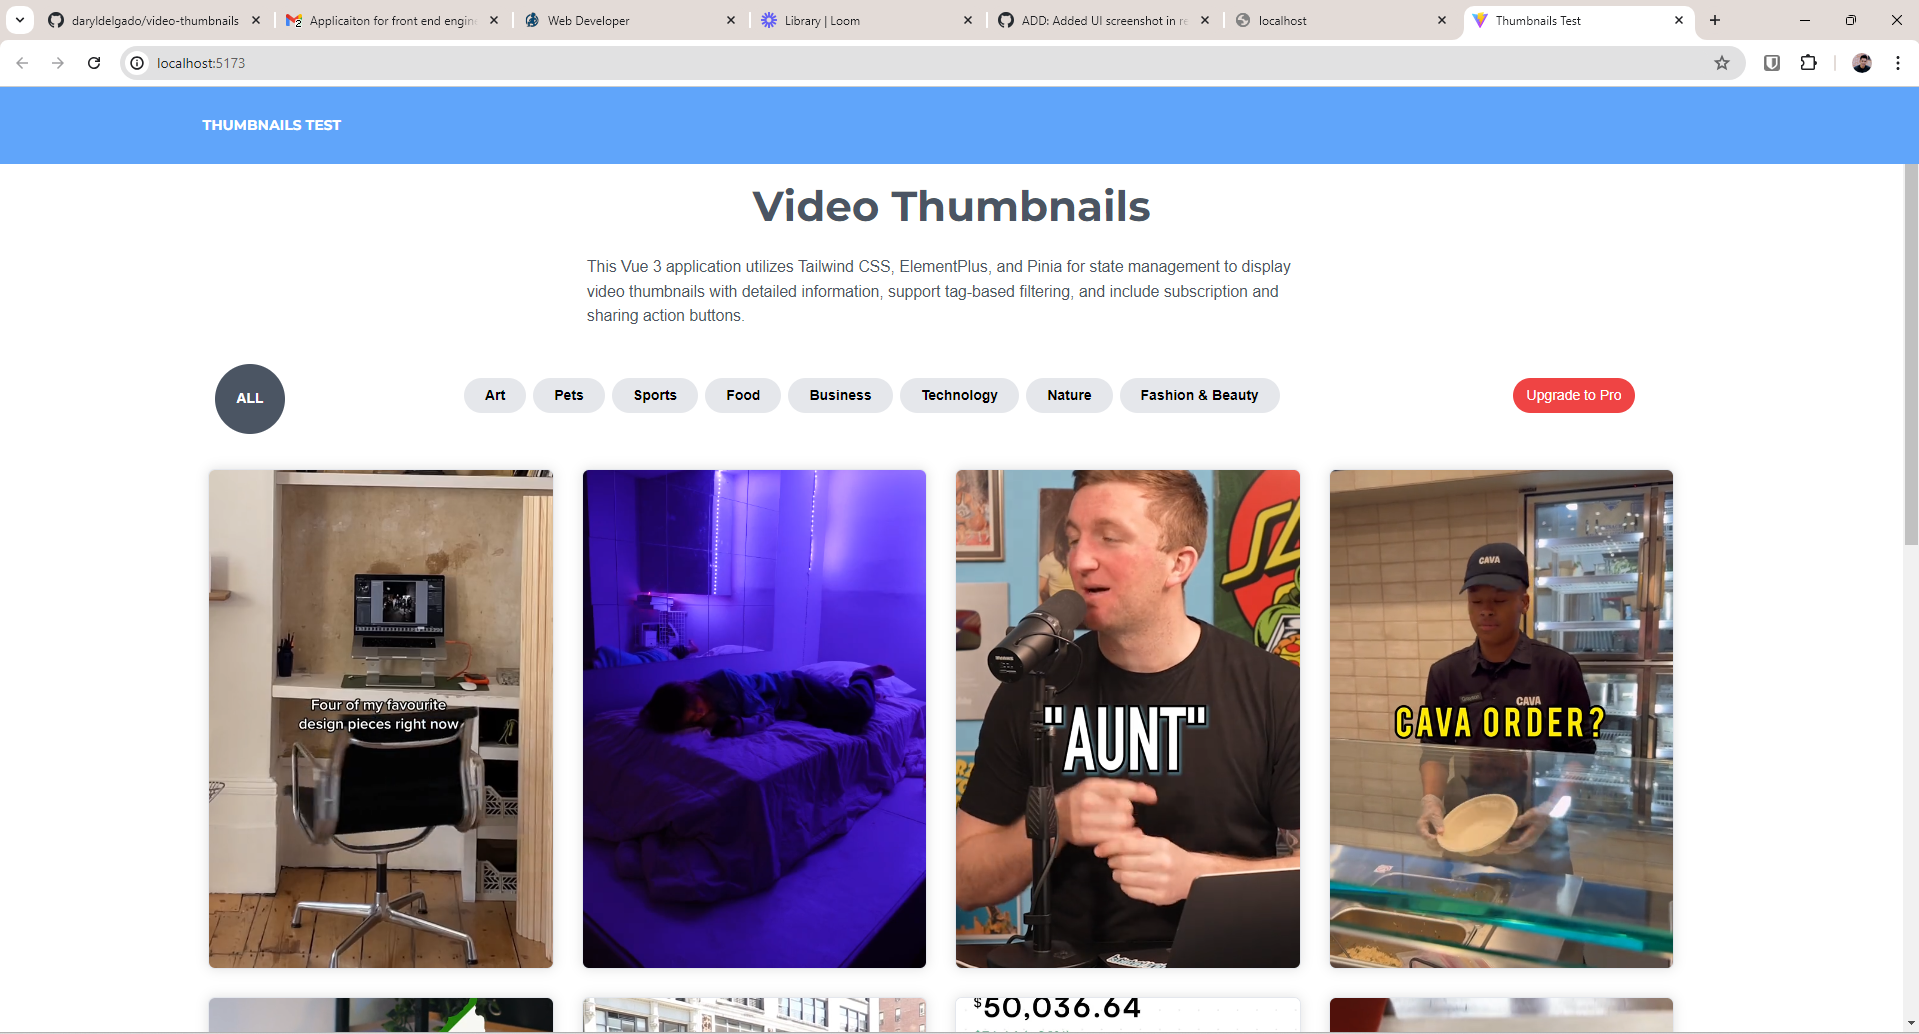 daryldelgado/video-thumbnails
Applicaiton for front end engin
Web Developer
Library | Loom
ADD: Added UI screenshot in re
localhost
Thumbnails Test
localhost:5173
THUMBNAILS TEST
Video Thumbnails
This Vue 3 application utilizes Tailwind CSS, ElementPlus, and Pinia for state management to display
video thumbnails with detailed information, support tag-based filtering, and include subscription and
sharing action buttons.
ALL
Art
Pets
Sports
Food
Business
Technology
Nature
Fashion & Beauty
Upgrade to Pro
Four of my favourite
design pieces right now
"AUNT"
CAVA
CAVA
CAVA ORDER?
$50,036.64